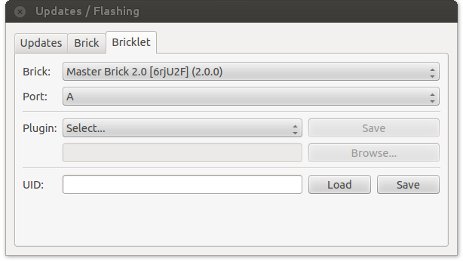 Updates / Flashing
Updates Brick Bricklet
Brick: Master Brick 2.0 [6rJU2F] (2.0.0)
Port: A
Plugin: Select... Save
Browse...
UID: Load Save